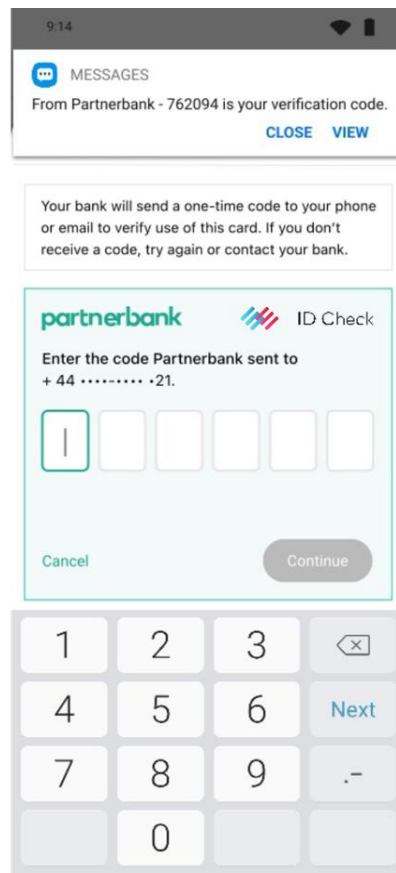 9:14
MESSAGES
From Partnerbank - 762094 is your verification code.
CLOSE VIEW
Your bank will send a one-time code to your phone
or email to verify use of this card. If you don't
receive a code, try again or contact your bank.
partnerbank ID Check
Enter the code Partnerbank sent to
+ 44 ••••-•••• •21.
Cancel Continue
1 2 3
4 5 6 Next
7 8 9 .-
0